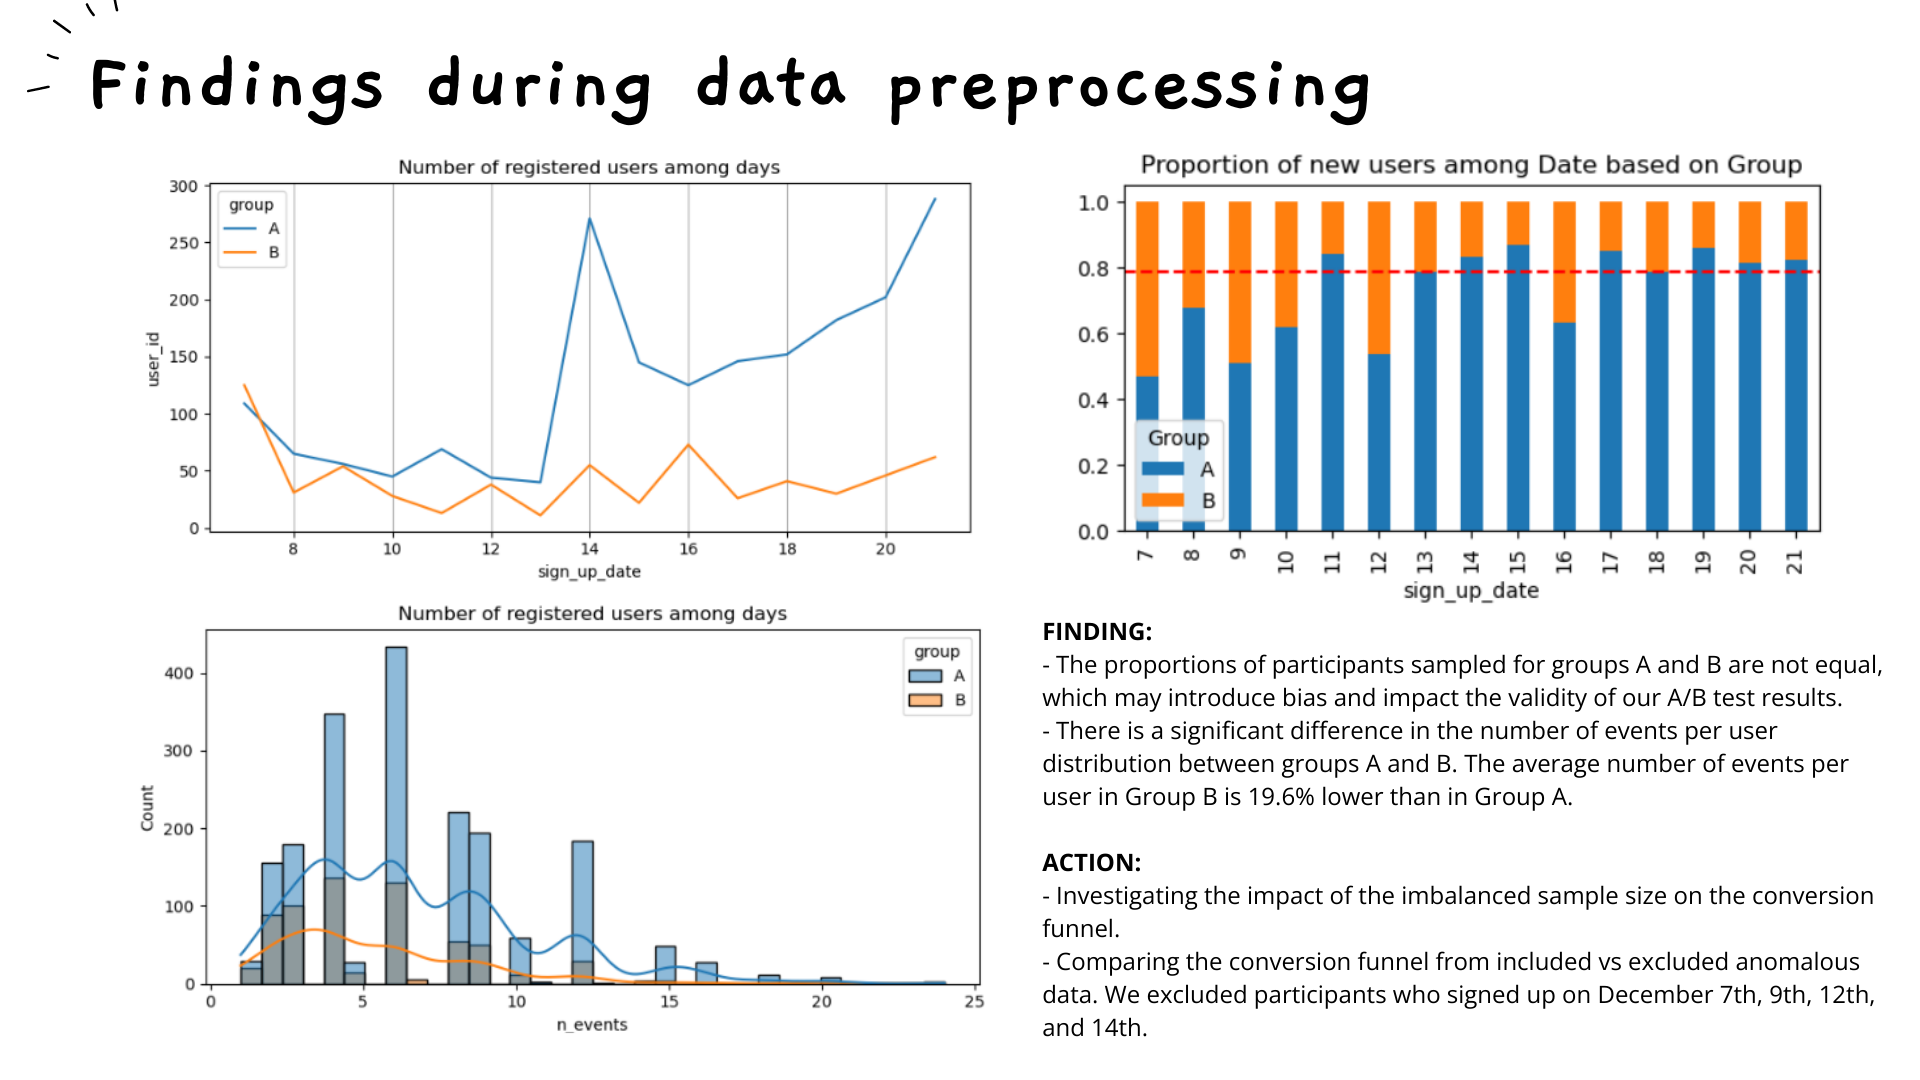 Findings during data preprocessing
Number of registered users among days
300
250
200
150
100
50
0
user_id
group
A
B
8
10
12
14
16
18
20
sign_up_date
Proportion of new users among Date based on Group
1.0
0.8
0.6
0.4
0.2
0.0
Group
A
B
7
8
9
10
11
12
13
14
15
16
17
18
19
20
21
sign_up_date
Number of registered users among days
400
300
200
100
0
Count
group
A
B
0
5
10
15
20
25
n_events
FINDING:
- The proportions of participants sampled for groups A and B are not equal,
which may introduce bias and impact the validity of our A/B test results.
- There is a significant difference in the number of events per user
distribution between groups A and B. The average number of events per
user in Group B is 19.6% lower than in Group A.
ACTION:
- Investigating the impact of the imbalanced sample size on the conversion
funnel.
- Comparing the conversion funnel from included vs excluded anomalous
data. We excluded participants who signed up on December 7th, 9th, 12th,
and 14th.